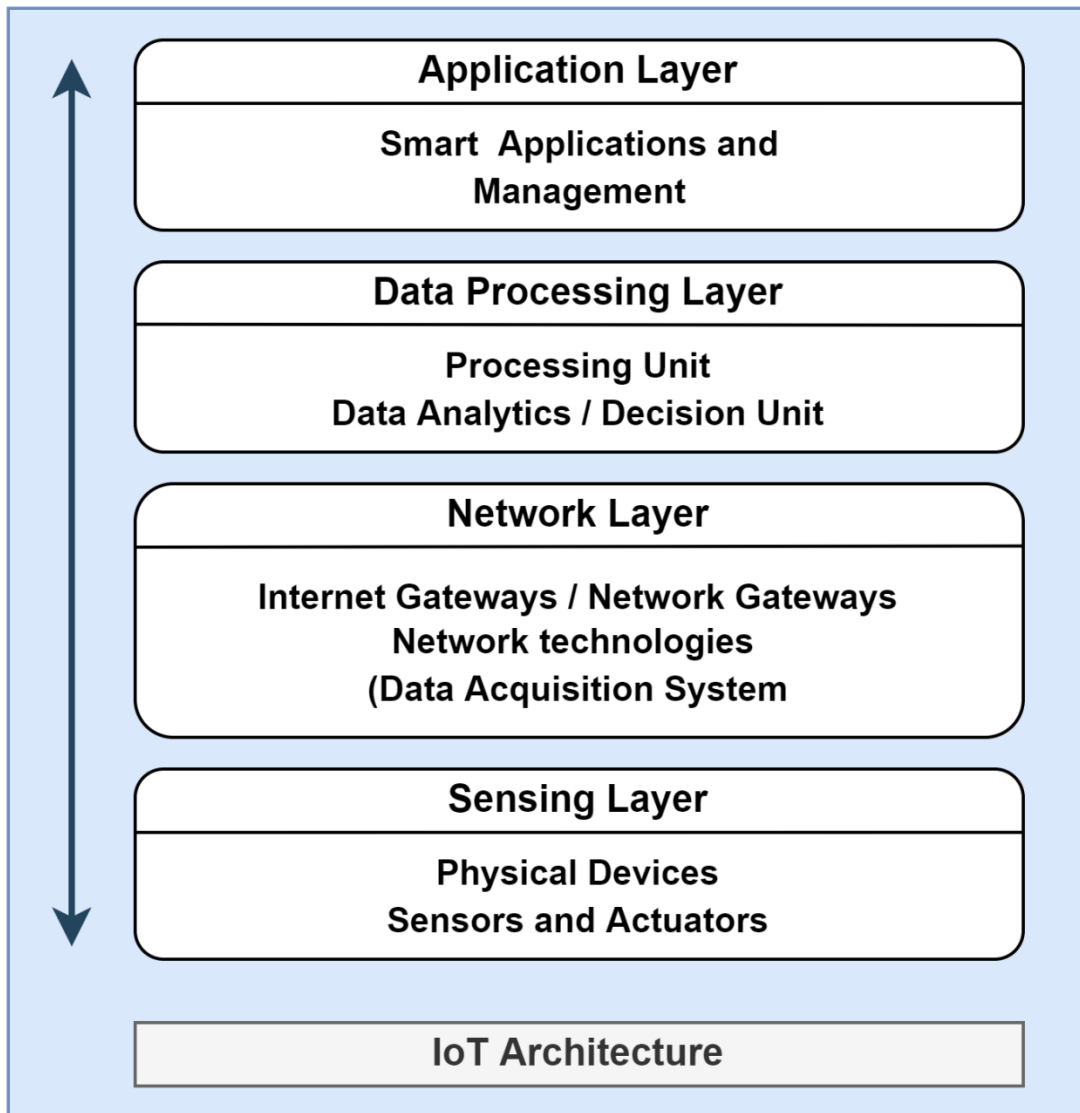 Application Layer
Smart  Applications and
Management
Data Processing Layer
Processing Unit
Data Analytics / Decision Unit
Network Layer
Internet Gateways / Network Gateways
Network technologies
(Data Acquisition System
Sensing Layer
Physical Devices
Sensors and Actuators
IoT Architecture